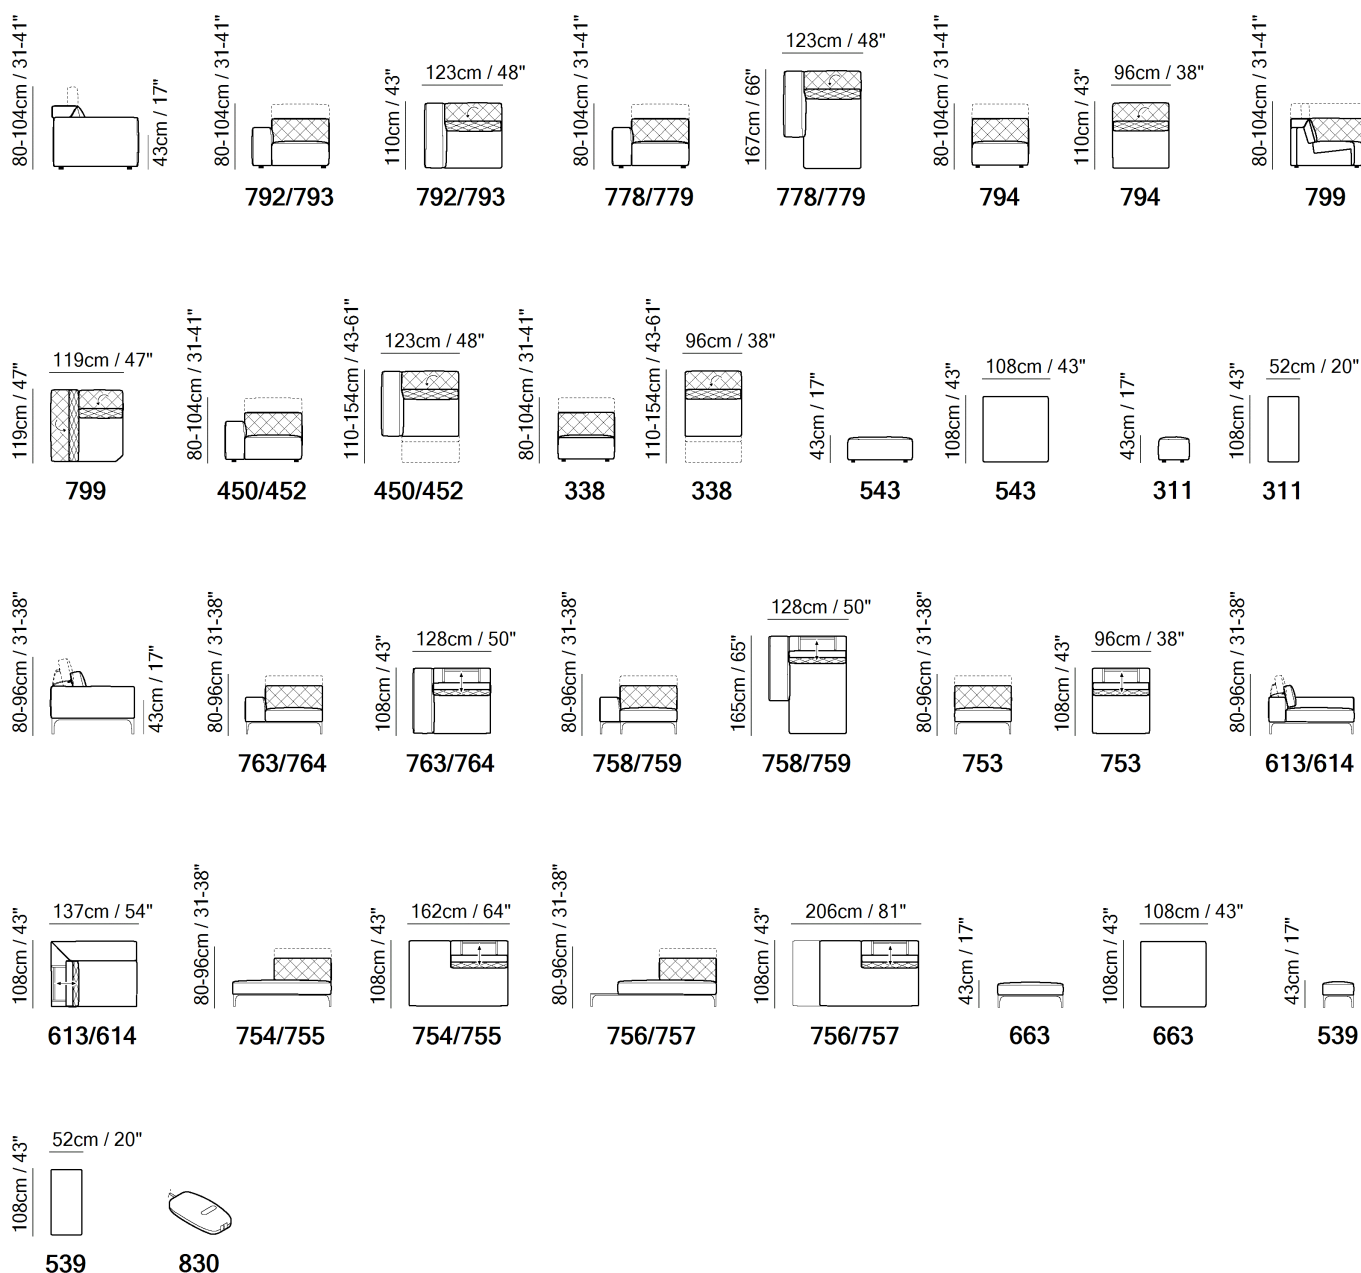 80-104cm / 31-41"
43cm / 17"
80-104cm / 31-41"
792/793
110cm / 43"
123cm / 48"
792/793
80-104cm / 31-41"
778/779
167cm / 66"
123cm / 48"
778/779
80-104cm / 31-41"
794
110cm / 43"
96cm / 38"
794
80-104cm / 31-41"
799
119cm / 47"
119cm / 47"
799
80-104cm / 31-41"
450/452
110-154cm / 43-61"
123cm / 48"
450/452
80-104cm / 31-41"
338
110-154cm / 43-61"
96cm / 38"
338
43cm / 17"
543
108cm / 43"
108cm / 43"
543
43cm / 17"
311
108cm / 43"
52cm / 20"
311
80-96cm / 31-38"
43cm / 17"
80-96cm / 31-38"
763/764
108cm / 43"
128cm / 50"
763/764
80-96cm / 31-38"
758/759
165cm / 65"
128cm / 50"
758/759
80-96cm / 31-38"
753
108cm / 43"
96cm / 38"
753
80-96cm / 31-38"
613/614
108cm / 43"
137cm / 54"
613/614
80-96cm / 31-38"
754/755
108cm / 43"
162cm / 64"
754/755
80-96cm / 31-38"
756/757
108cm / 43"
206cm / 81"
756/757
43cm / 17"
663
108cm / 43"
108cm / 43"
663
43cm / 17"
539
108cm / 43"
52cm / 20"
539
830